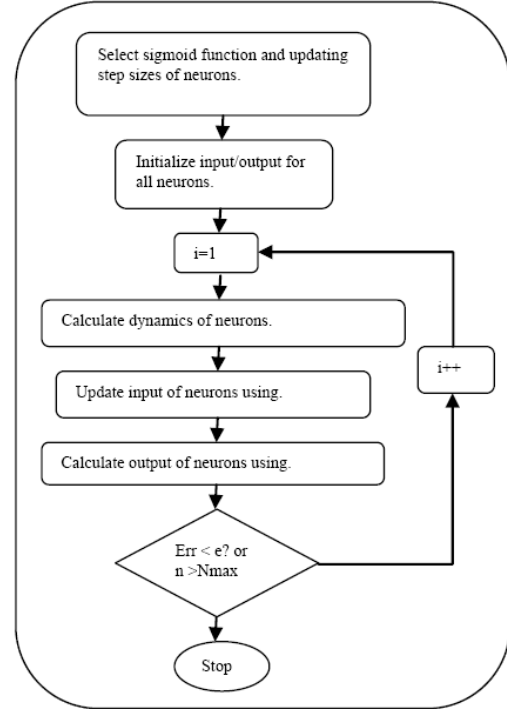 Select sigmoid function and updating
step sizes of neurons.
Initialize input/output for
all neurons.
i=1
Calculate dynamics of neurons.
i++
Update input of neurons using.
Calculate output of neurons using.
Err < e? or
n >Nmax
Stop